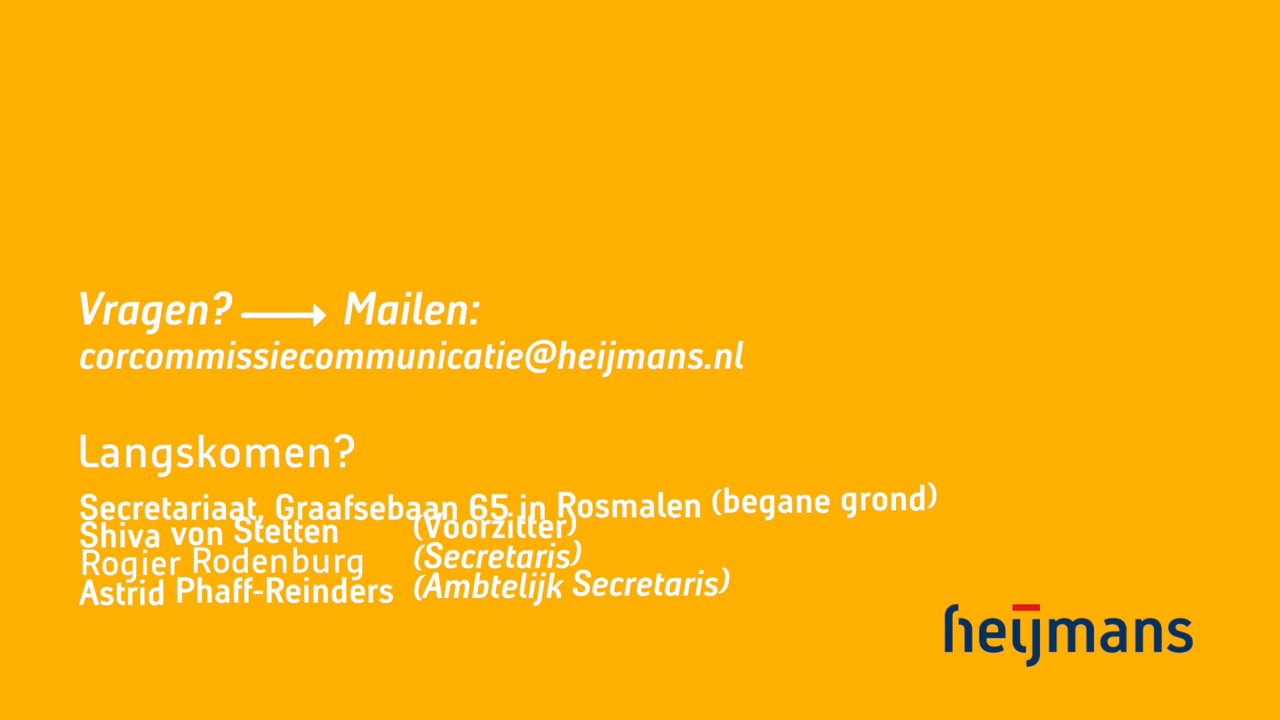 Vragen? → Mailen:
corcommissiecommunicatie@heijmans.nl
Langskomen?
Secretariaat, Graafsebaan 65 in Rosmalen (begane grond)
Shiva von Stetten (Voorzitter)
Rogier Rodenburg (Secretaris)
Astrid Phaff-Reinders (Ambtelijk Secretaris)
heijmans